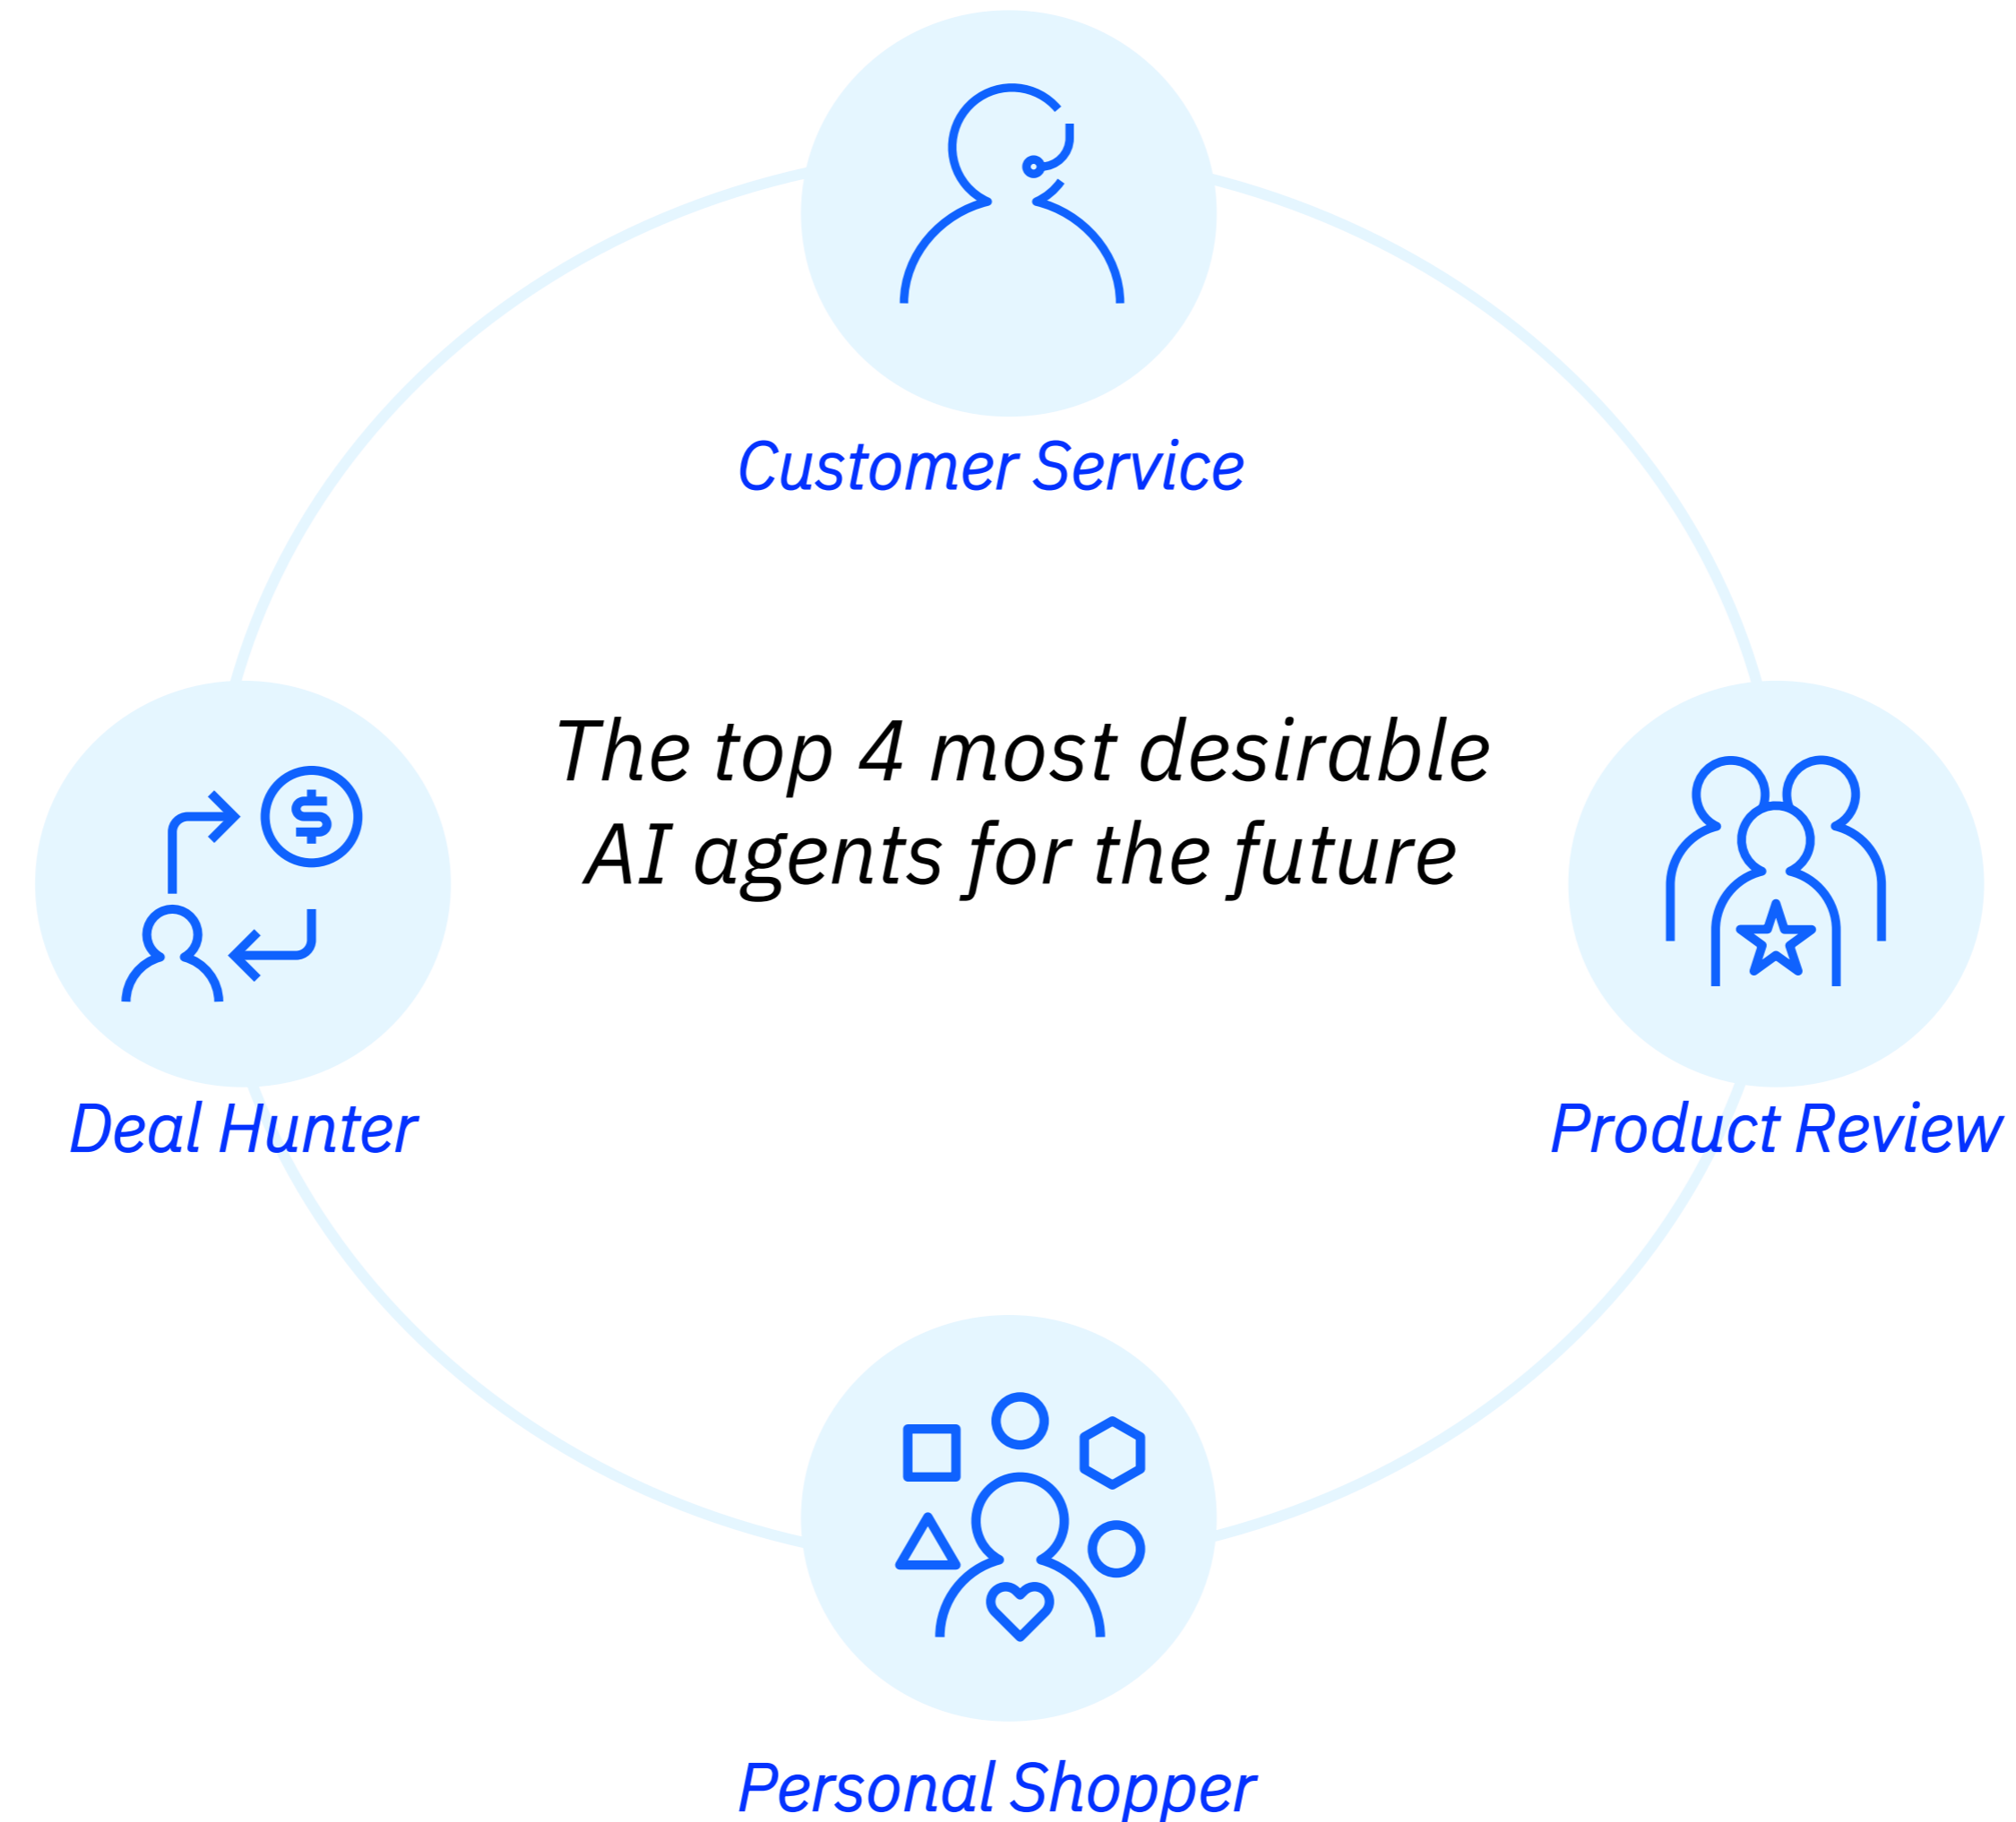 Customer Service
The top 4 most desirable
AI agents for the future
Deal Hunter
Product Review
Personal Shopper